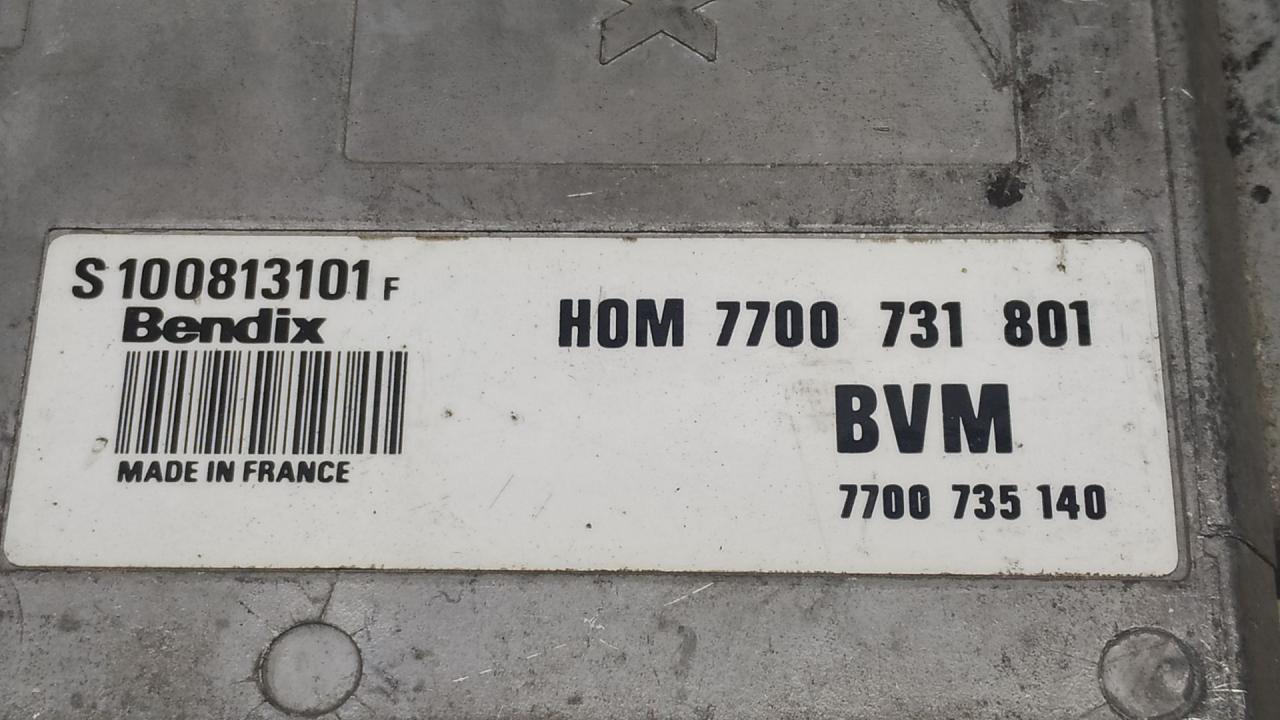 S 100813101 F
Bendix
MADE IN FRANCE
HOM 7700 731 801
BVM
7700 735 140